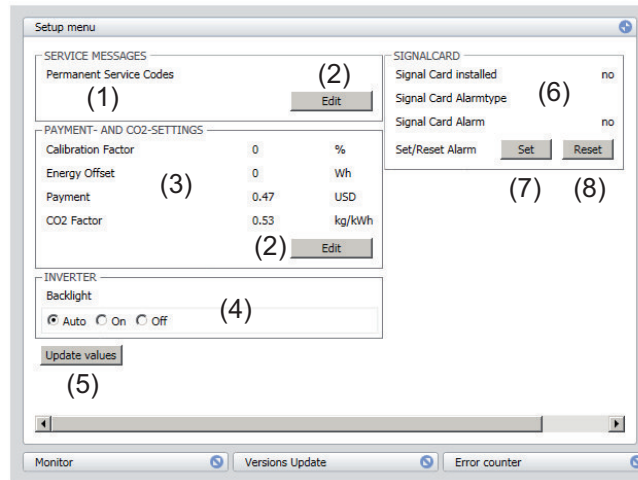 Setup menu
SERVICE MESSAGES
Permanent Service Codes
(1)
(2)
Edit
PAYMENT- AND CO2-SETTINGS
Calibration Factor 0 %
Energy Offset 0 Wh
(3)
Payment 0.47 USD
CO2 Factor 0.53 kg/kWh
(2) Edit
INVERTER
Backlight
(4)
Auto On Off
Update values
(5)
SIGNALCARD
Signal Card installed no
Signal Card Alarmtype (6)
Signal Card Alarm no
Set/Reset Alarm Set Reset
(7) (8)
Monitor Versions Update Error counter